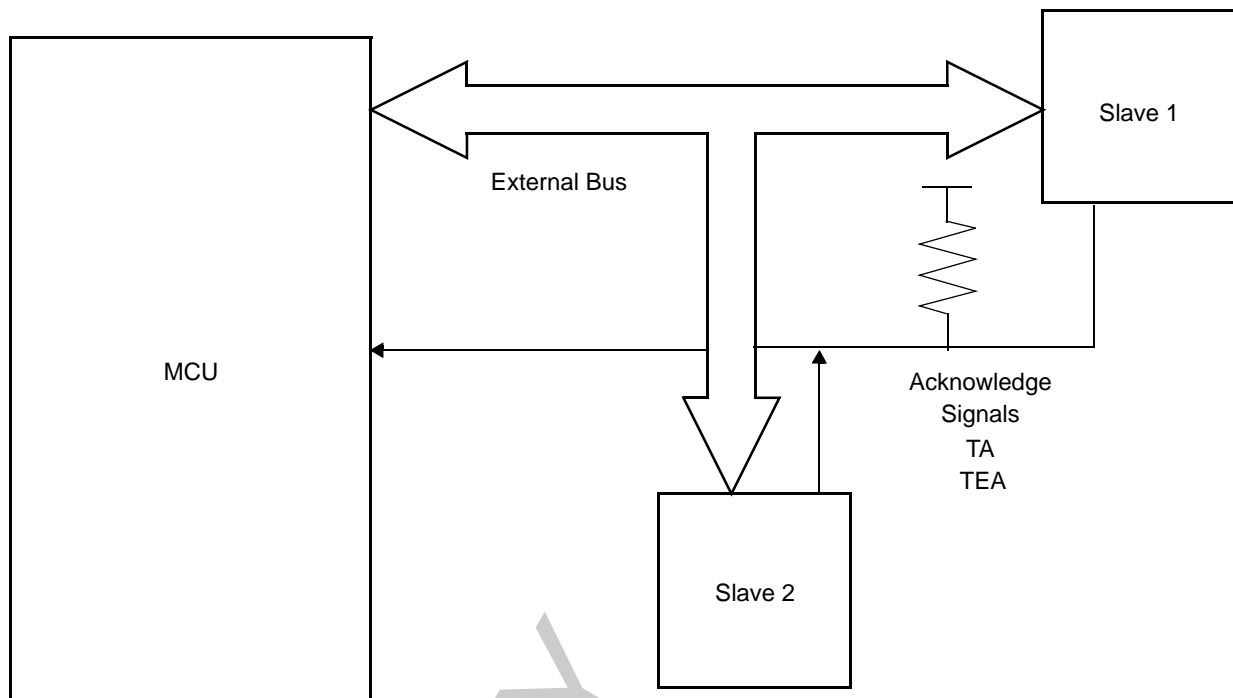 Slave 1
External Bus
MCU
Acknowledge
Signals
TA
TEA
Slave 2